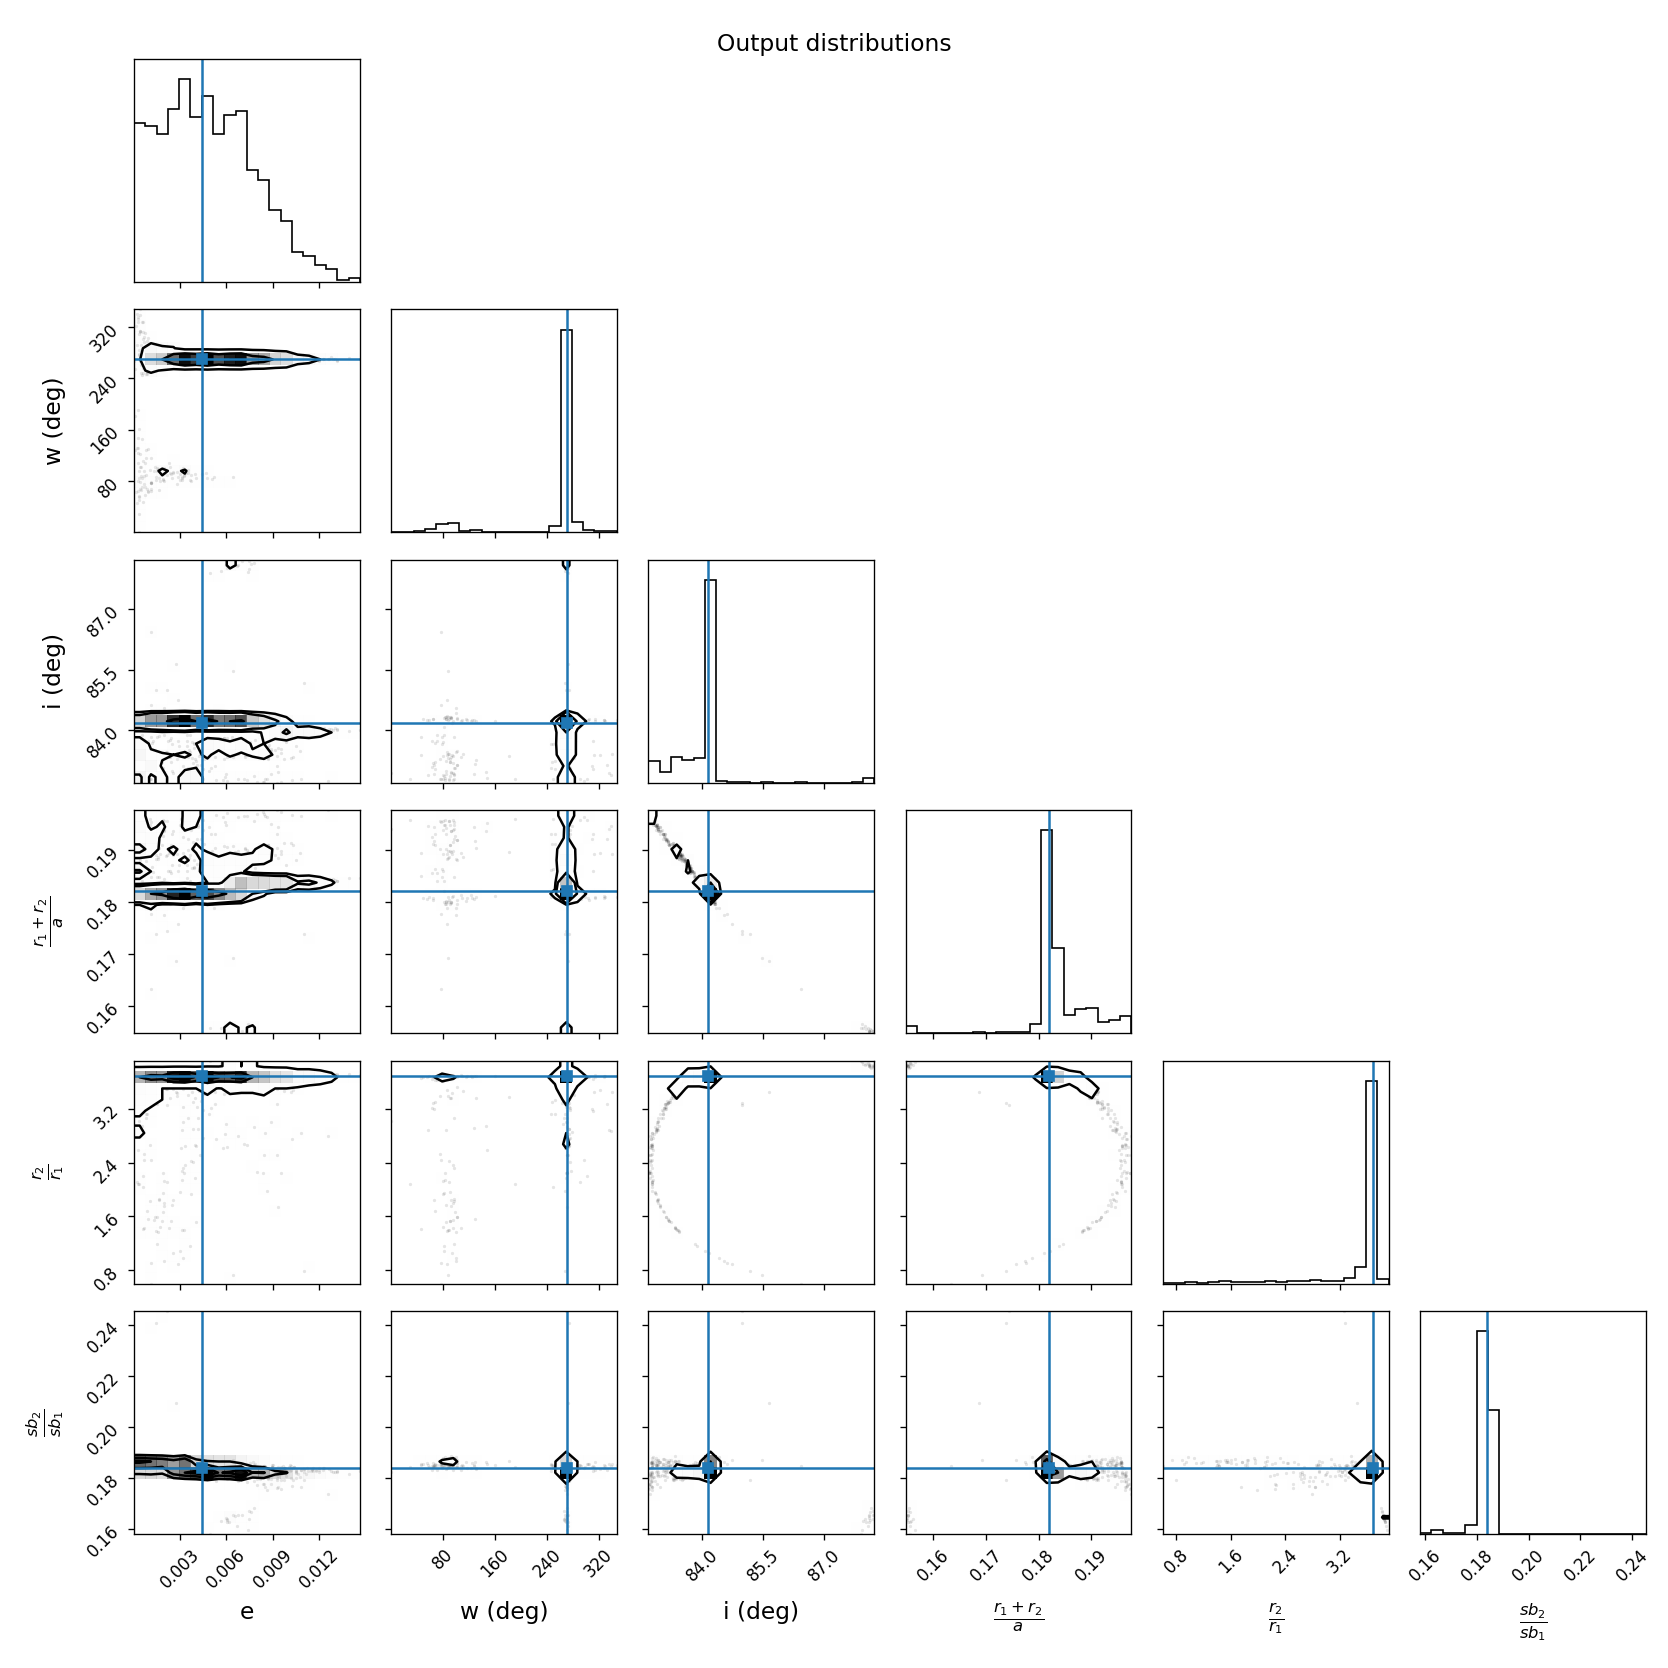 Output distributions
w (deg)
320
240
160
80
i (deg)
87.0
85.5
84.0
r₁ + r₂
a
0.19
0.18
0.17
0.16
r₂
r₁
3.2
2.4
1.6
0.8
sb₂
sb₁
0.24
0.22
0.20
0.18
0.16
0.003 0.006 0.009 0.012 80 160 240 320 84.0 85.5 87.0 0.16 0.17 0.18 0.19 0.8 1.6 2.4 3.2 0.16 0.18 0.20 0.22 0.24
e w (deg) i (deg)
r₁ + r₂
a
r₂
r₁
sb₂
sb₁